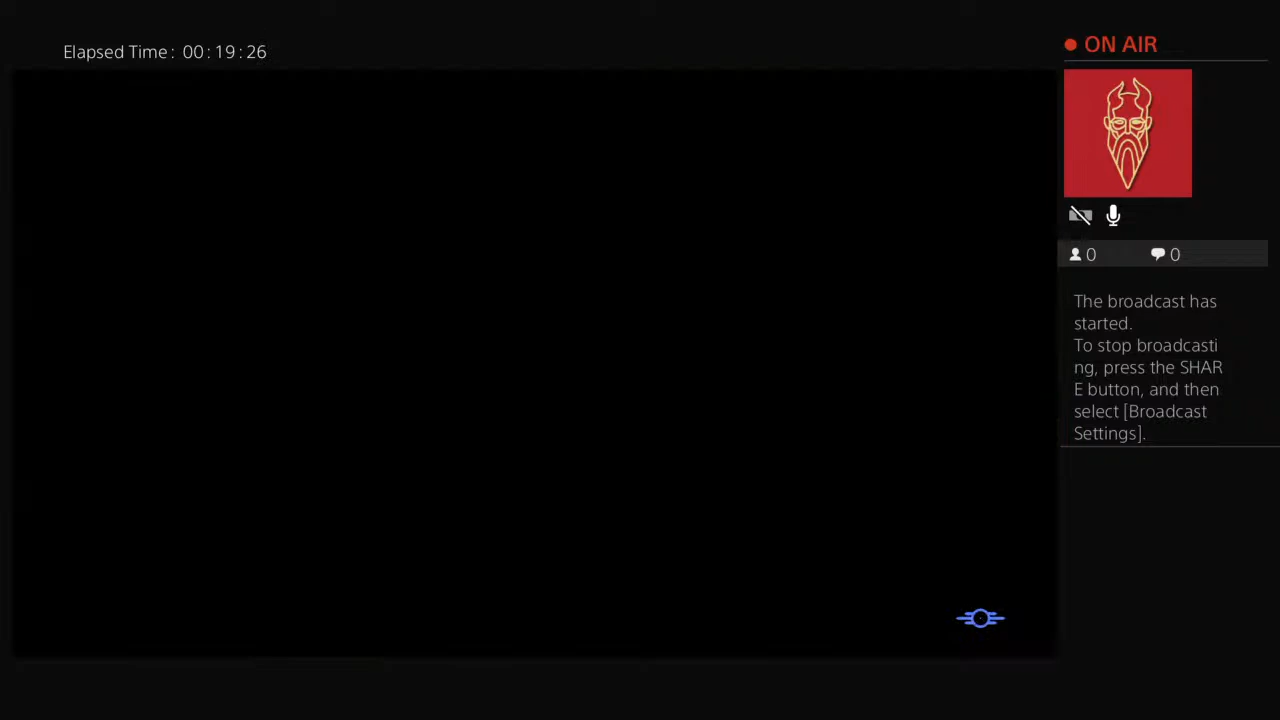 Elapsed Time: 00:19:26
ON AIR
0 0
The broadcast has
started.
To stop broadcasti
ng, press the SHAR
E button, and then
select [Broadcast
Settings].